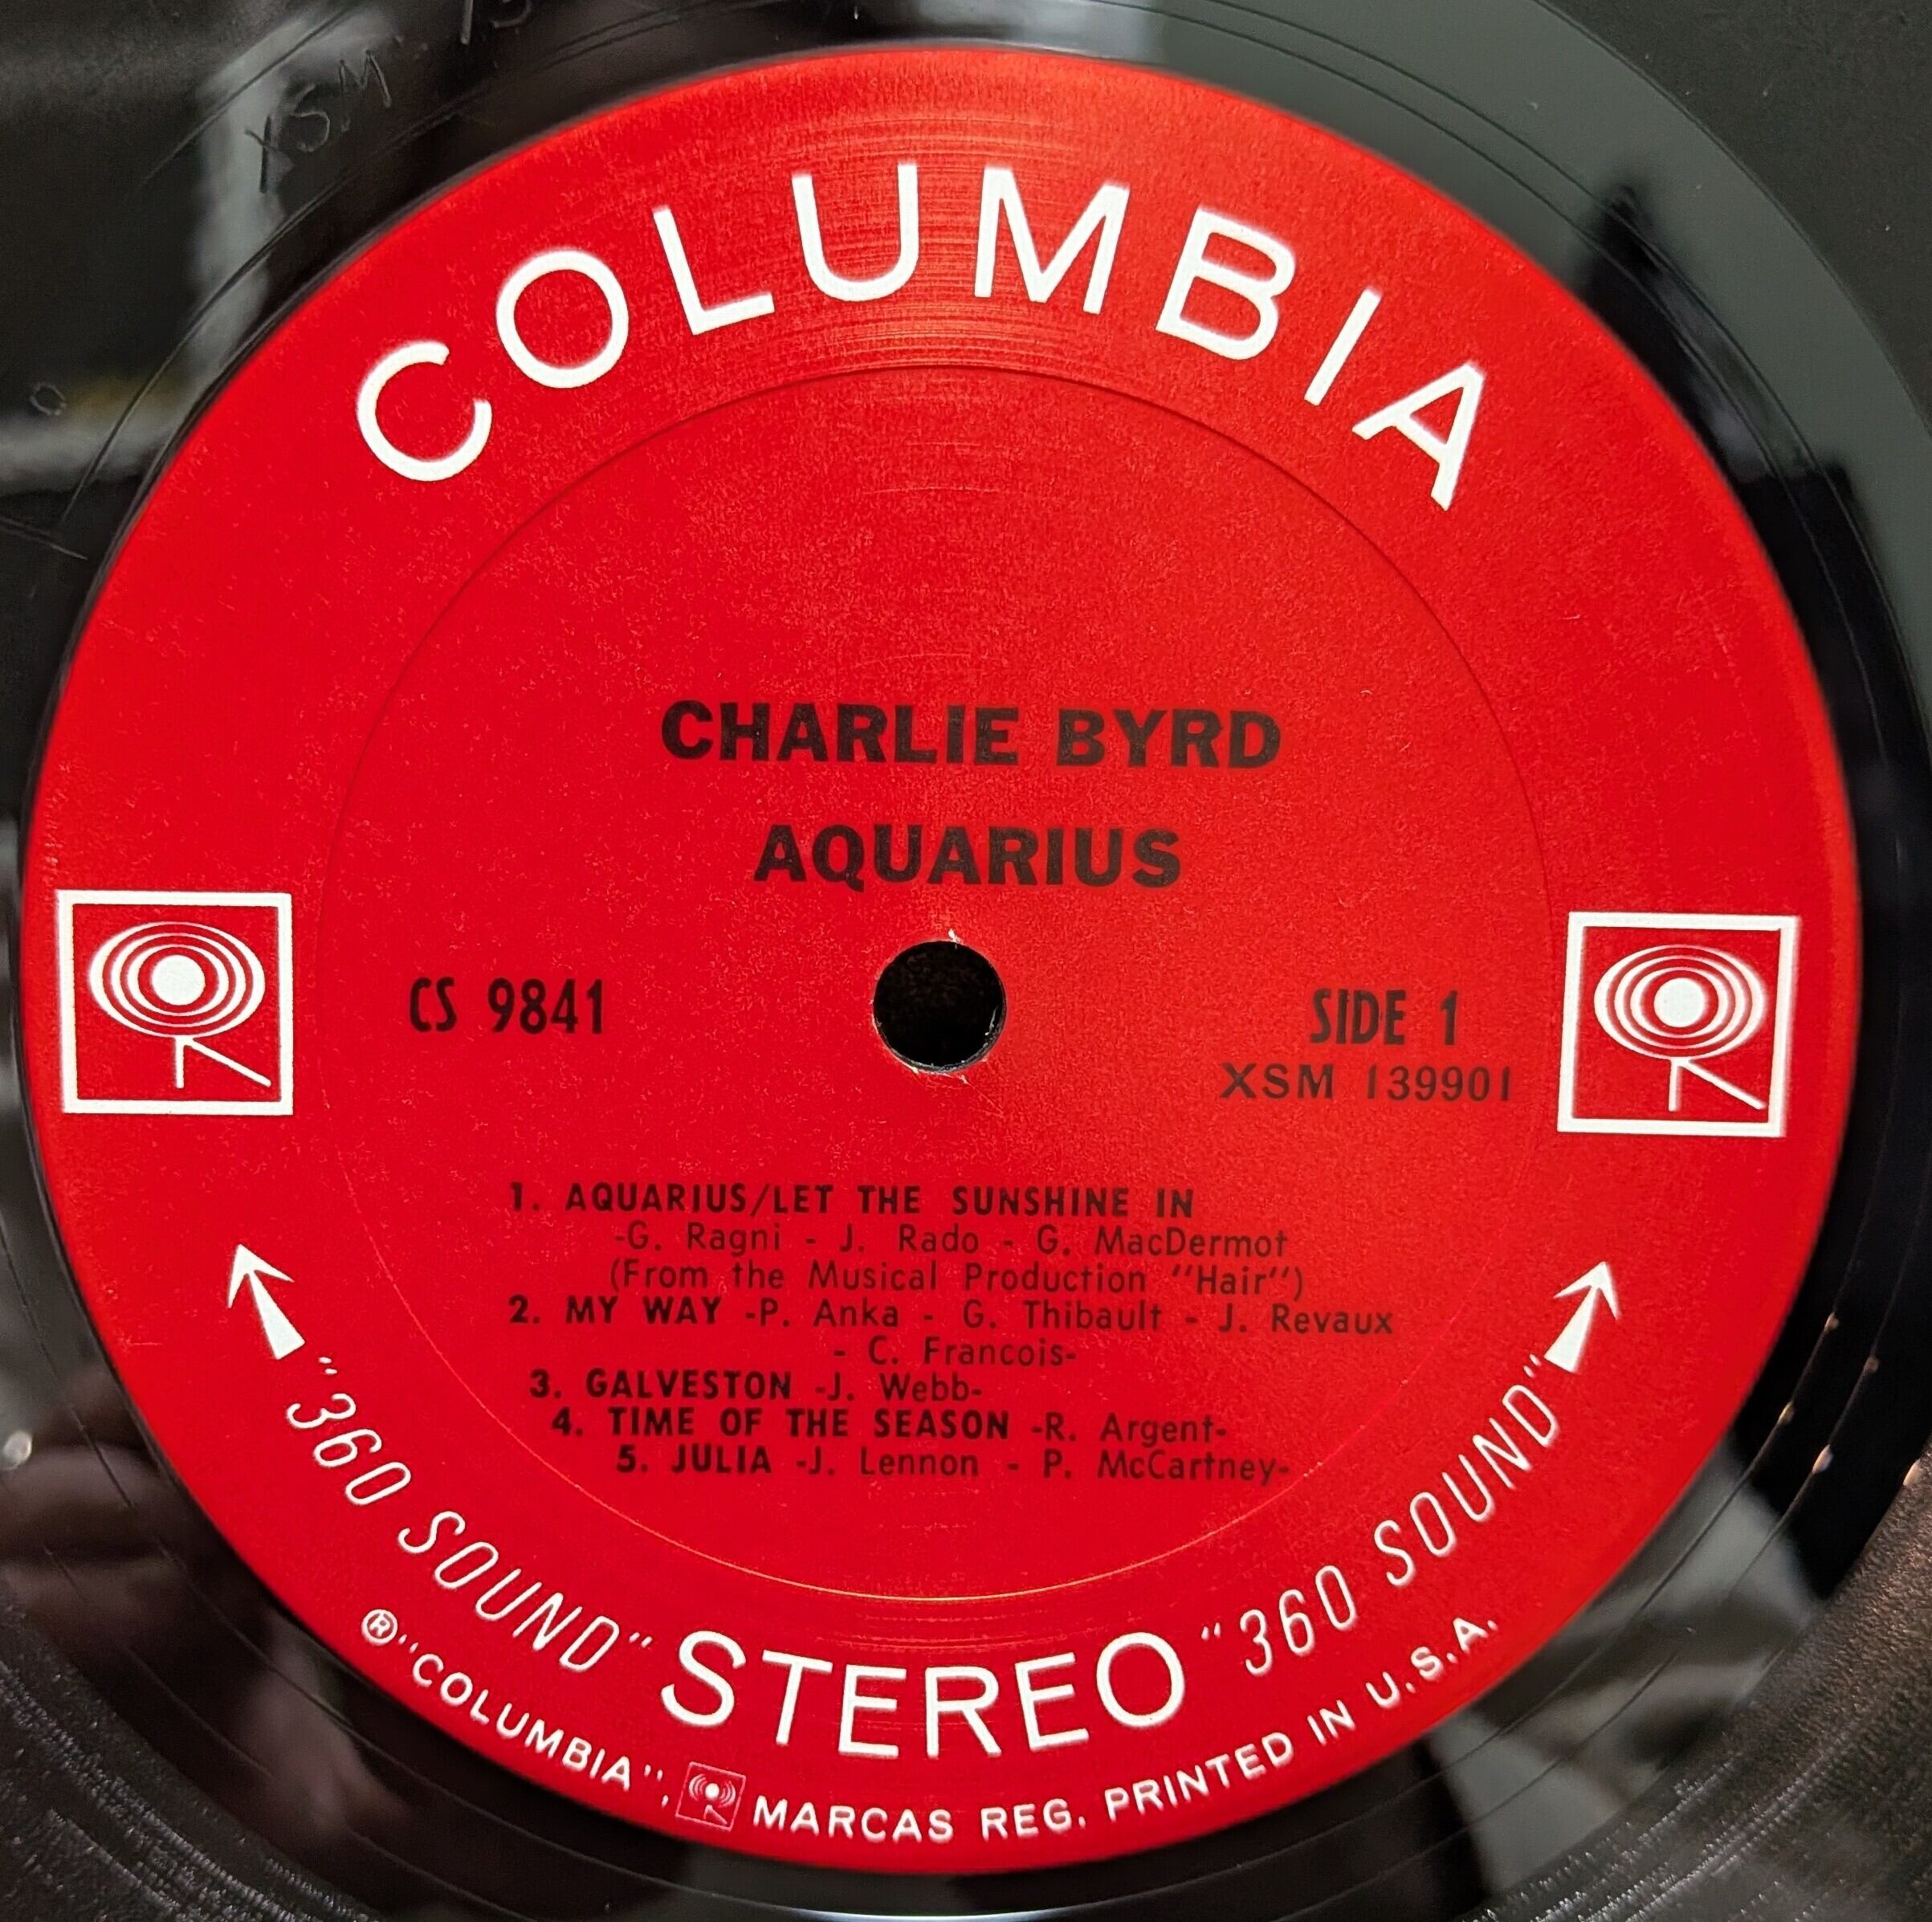 XSM
COLUMBIA
CHARLIE BYRD
AQUARIUS
CS 9841
SIDE 1
XSM 139901
1. AQUARIUS/LET THE SUNSHINE IN
-G. Ragni - J. Rado - G. MacDermot
(From the Musical Production "Hair")
2. MY WAY -P. Anka - G. Thibault - J. Revaux
- C. Francois-
3. GALVESTON -J. Webb-
4. TIME OF THE SEASON -R. Argent-
5. JULIA -J. Lennon - P. McCartney-
"360 SOUND" STEREO "360 SOUND"
® "COLUMBIA", MARCAS REG. PRINTED IN U.S.A.